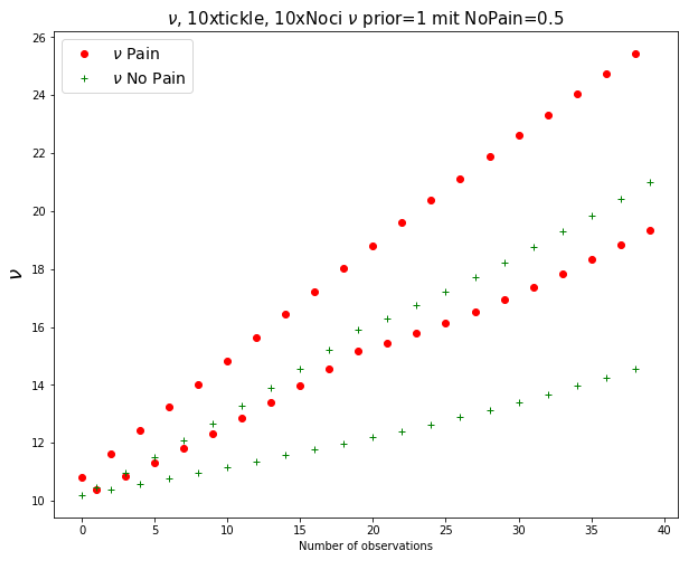 ν, 10xtickle, 10xNoci ν prior=1 mit NoPain=0.5
ν Pain
ν No Pain
26
24
22
20
18
16
14
12
10
ν
0 5 10 15 20 25 30 35 40
Number of observations